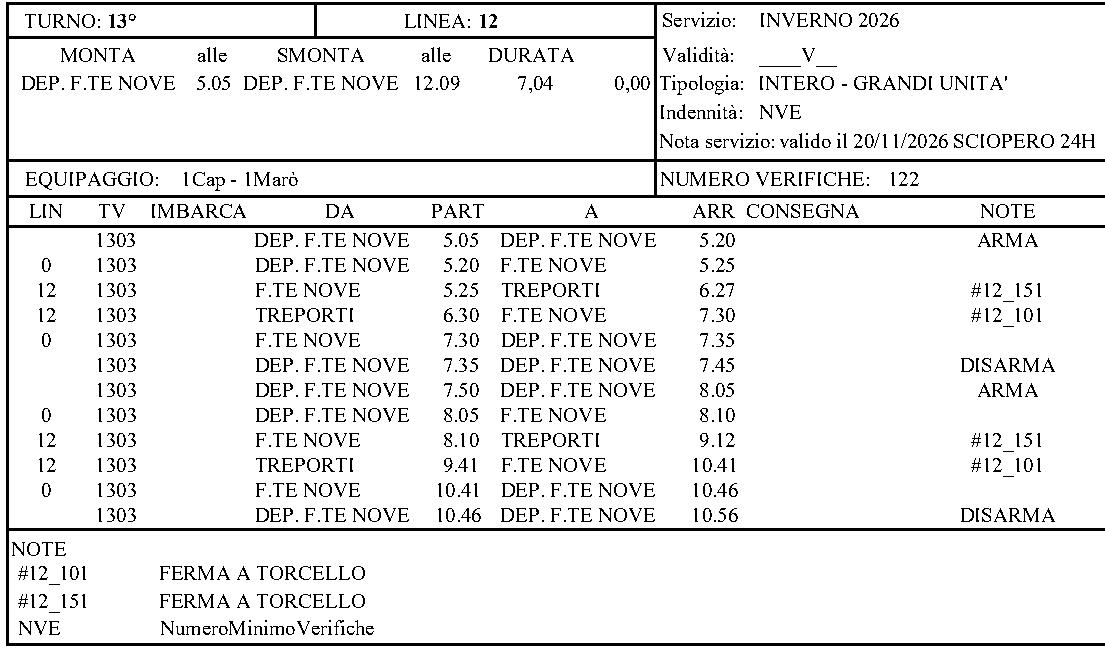 TURNO: 13° LINEA: 12 Servizio: INVERNO 2026
MONTA alle SMONTA alle DURATA Validità: ____V__
DEP. F.TE NOVE 5.05 DEP. F.TE NOVE 12.09 7,04 0,00 Tipologia: INTERO - GRANDI UNITA'
Indennità: NVE
Nota servizio: valido il 20/11/2026 SCIOPERO 24H
EQUIPAGGIO: 1Cap - 1Marò NUMERO VERIFICHE: 122
LIN TV IMBARCA DA PART A ARR CONSEGNA NOTE
1303 DEP. F.TE NOVE 5.05 DEP. F.TE NOVE 5.20 ARMA
0 1303 DEP. F.TE NOVE 5.20 F.TE NOVE 5.25
12 1303 F.TE NOVE 5.25 TREPORTI 6.27 #12_151
12 1303 TREPORTI 6.30 F.TE NOVE 7.30 #12_101
0 1303 F.TE NOVE 7.30 DEP. F.TE NOVE 7.35
1303 DEP. F.TE NOVE 7.35 DEP. F.TE NOVE 7.45 DISARMA
1303 DEP. F.TE NOVE 7.50 DEP. F.TE NOVE 8.05 ARMA
0 1303 DEP. F.TE NOVE 8.05 F.TE NOVE 8.10
12 1303 F.TE NOVE 8.10 TREPORTI 9.12 #12_151
12 1303 TREPORTI 9.41 F.TE NOVE 10.41 #12_101
0 1303 F.TE NOVE 10.41 DEP. F.TE NOVE 10.46
1303 DEP. F.TE NOVE 10.46 DEP. F.TE NOVE 10.56 DISARMA
NOTE
#12_101 FERMA A TORCELLO
#12_151 FERMA A TORCELLO
NVE NumeroMinimoVerifiche